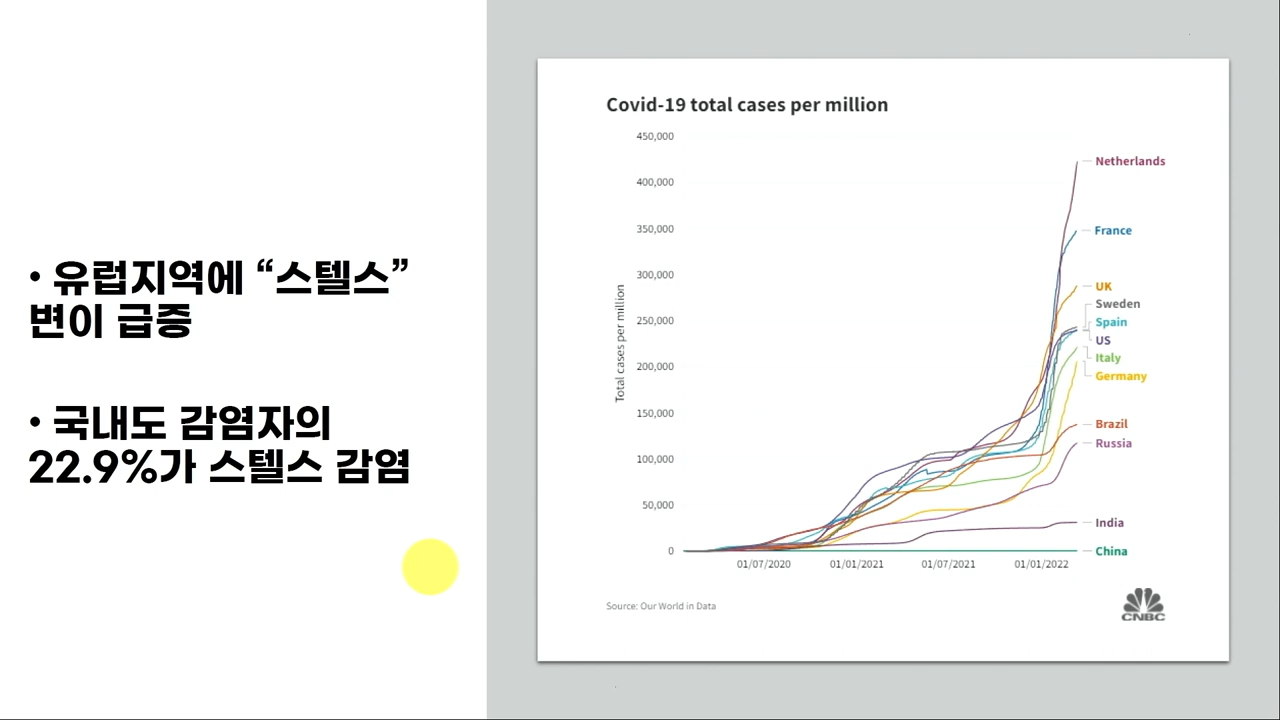 • 유럽지역에 “스텔스”
변이 급증
• 국내도 감염자의
22.9%가 스텔스 감염
Covid-19 total cases per million
Total cases per million
450,000
400,000
350,000
300,000
250,000
200,000
150,000
100,000
50,000
0
01/07/2020
01/01/2021
01/07/2021
01/01/2022
Netherlands
France
UK
Sweden
Spain
US
Italy
Germany
Brazil
Russia
India
China
Source: Our World in Data
CNBC